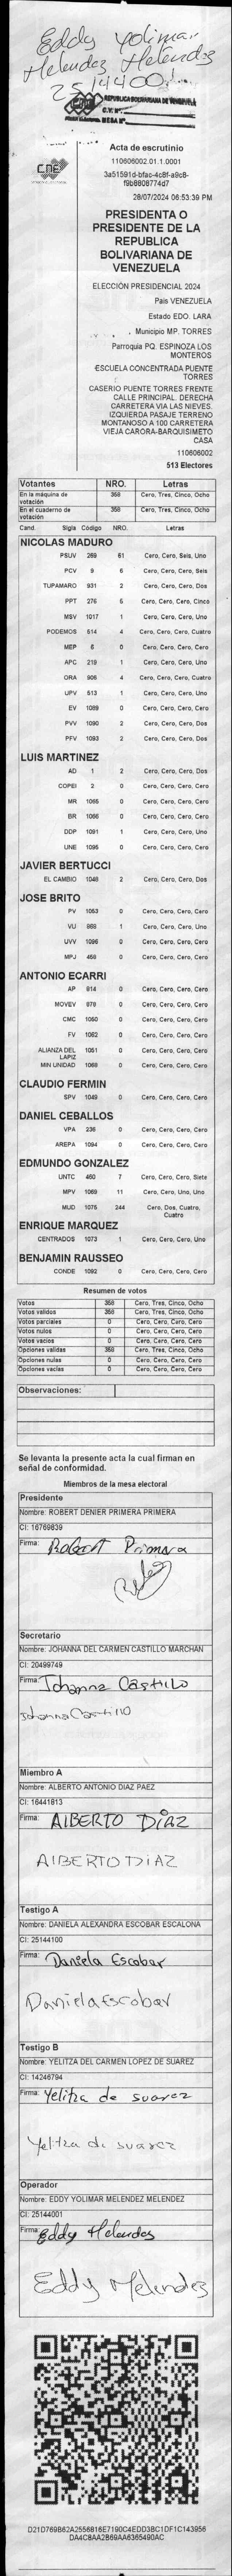 Eddy Yolimar
Melendez Melendez
25144001
CNE
REPÚBLICA BOLIVARIANA DE VENEZUELA
C.V. Nº
MESA Nº
CNE
Acta de escrutinio
110606002.01.1.0001
3a51591d-bfac-4c8f-a9c8-
f9b8808774d7
28/07/2024 06:53:39 PM
PRESIDENTA O
PRESIDENTE DE LA
REPUBLICA
BOLIVARIANA DE
VENEZUELA
ELECCIÓN PRESIDENCIAL 2024
País VENEZUELA
Estado EDO. LARA
Municipio MP. TORRES
Parroquia PQ. ESPINOZA LOS
MONTEROS
ESCUELA CONCENTRADA PUENTE
TORRES
CASERIO PUENTE TORRES FRENTE
CALLE PRINCIPAL. DERECHA
CARRETERA VIA LAS NIEVES.
IZQUIERDA PASAJE TERRENO
MONTANOSO A 100 CARRETERA
VIEJA CARORA-BARQUISIMETO
CASA
110606002
513 Electores
Votantes NRO. Letras
En la máquina de
votación 358 Cero, Tres, Cinco, Ocho
En el cuaderno de
votación 358 Cero, Tres, Cinco, Ocho
Cand. Sigla Código NRO. Letras
NICOLAS MADURO
PSUV 269 61 Cero, Cero, Seis, Uno
PCV 9 6 Cero, Cero, Cero, Seis
TUPAMARO 931 2 Cero, Cero, Cero, Dos
PPT 276 5 Cero, Cero, Cero, Cinco
MSV 1017 1 Cero, Cero, Cero, Uno
PODEMOS 514 4 Cero, Cero, Cero, Cuatro
MEP 6 0 Cero, Cero, Cero, Cero
APC 219 1 Cero, Cero, Cero, Uno
ORA 906 4 Cero, Cero, Cero, Cuatro
UPV 513 1 Cero, Cero, Cero, Uno
EV 1089 0 Cero, Cero, Cero, Cero
PVV 1090 2 Cero, Cero, Cero, Dos
PFV 1093 2 Cero, Cero, Cero, Dos
LUIS MARTINEZ
AD 1 2 Cero, Cero, Cero, Dos
COPEI 2 0 Cero, Cero, Cero, Cero
MR 1065 0 Cero, Cero, Cero, Cero
BR 1066 0 Cero, Cero, Cero, Cero
DDP 1091 1 Cero, Cero, Cero, Uno
UNE 1095 0 Cero, Cero, Cero, Cero
JAVIER BERTUCCI
EL CAMBIO 1048 2 Cero, Cero, Cero, Dos
JOSE BRITO
PV 1053 0 Cero, Cero, Cero, Cero
VU 868 1 Cero, Cero, Cero, Uno
UVV 1096 0 Cero, Cero, Cero, Cero
MPJ 458 0 Cero, Cero, Cero, Cero
ANTONIO ECARRI
AP 914 0 Cero, Cero, Cero, Cero
MOVEV 979 0 Cero, Cero, Cero, Cero
CMC 1050 0 Cero, Cero, Cero, Cero
FV 1062 0 Cero, Cero, Cero, Cero
ALIANZA DEL
LAPIZ 1051 0 Cero, Cero, Cero, Cero
MIN UNIDAD 1068 0 Cero, Cero, Cero, Cero
CLAUDIO FERMIN
SPV 1049 0 Cero, Cero, Cero, Cero
DANIEL CEBALLOS
VPA 236 0 Cero, Cero, Cero, Cero
AREPA 1094 0 Cero, Cero, Cero, Cero
EDMUNDO GONZALEZ
UNTC 460 7 Cero, Cero, Cero, Siete
MPV 1069 11 Cero, Cero, Uno, Uno
MUD 1075 244 Cero, Dos, Cuatro,
Cuatro
ENRIQUE MARQUEZ
CENTRADOS 1073 1 Cero, Cero, Cero, Uno
BENJAMIN RAUSSEO
CONDE 1092 0 Cero, Cero, Cero, Cero
Resumen de votos
Votos 358 Cero, Tres, Cinco, Ocho
Votos validos 358 Cero, Tres, Cinco, Ocho
Votos parciales 0 Cero, Cero, Cero, Cero
Votos nulos 0 Cero, Cero, Cero, Cero
Votos vacios 0 Cero, Cero, Cero, Cero
Opciones validas 358 Cero, Tres, Cinco, Ocho
Opciones nulas 0 Cero, Cero, Cero, Cero
Opciones vacias 0 Cero, Cero, Cero, Cero
Observaciones:
Se levanta la presente acta la cual firman en
señal de conformidad.
Miembros de la mesa electoral
Presidente
Nombre: ROBERT DENIER PRIMERA PRIMERA
CI: 16769839
Firma: Robert Primera
Secretario
Nombre: JOHANNA DEL CARMEN CASTILLO MARCHAN
CI: 20499749
Firma: Johanna Castillo
Johanna Castillo
Miembro A
Nombre: ALBERTO ANTONIO DIAZ PAEZ
CI: 16441813
Firma: ALBERTO DÍAZ
ALBERTO DIAZ
Testigo A
Nombre: DANIELA ALEXANDRA ESCOBAR ESCALONA
CI: 25144100
Firma: Daniela Escobar
Daniela Escobar
Testigo B
Nombre: YELITZA DEL CARMEN LOPEZ DE SUAREZ
CI: 14246794
Firma: Yelitza de suarez
Yelitza de suarez
Operador
Nombre: EDDY YOLIMAR MELENDEZ MELENDEZ
CI: 25144001
Firma: Eddy Melendez
Eddy Melendez
D21D769B62A2556816E7190C4EDD3BC1DF1C143956
DA4C8AA2B69AA6365490AC